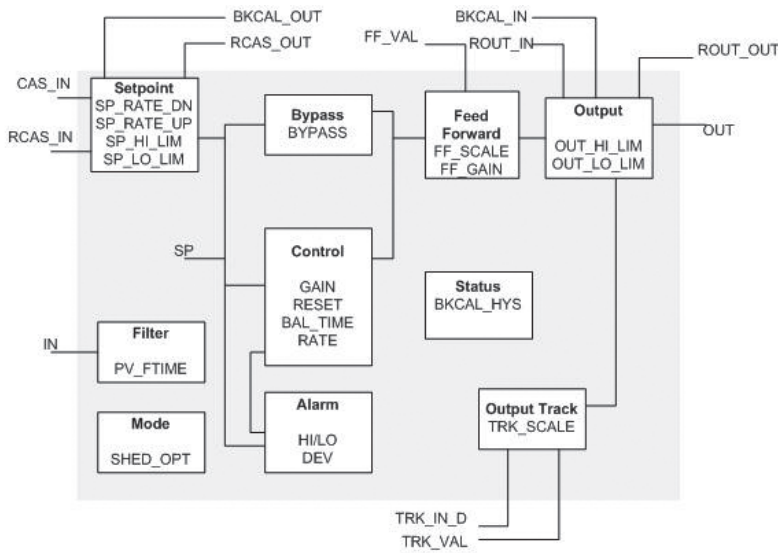 BKCAL_OUT
RCAS_OUT
CAS_IN
RCAS_IN
Setpoint
SP_RATE_DN
SP_RATE_UP
SP_HI_LIM
SP_LO_LIM
Bypass
BYPASS
FF_VAL
Feed
Forward
FF_SCALE
FF_GAIN
BKCAL_IN
ROUT_IN
ROUT_OUT
Output
OUT_HI_LIM
OUT_LO_LIM
OUT
SP
Control
GAIN
RESET
BAL_TIME
RATE
Status
BKCAL_HYS
IN
Filter
PV_FTIME
Mode
SHED_OPT
Alarm
HI/LO
DEV
Output Track
TRK_SCALE
TRK_IN_D
TRK_VAL